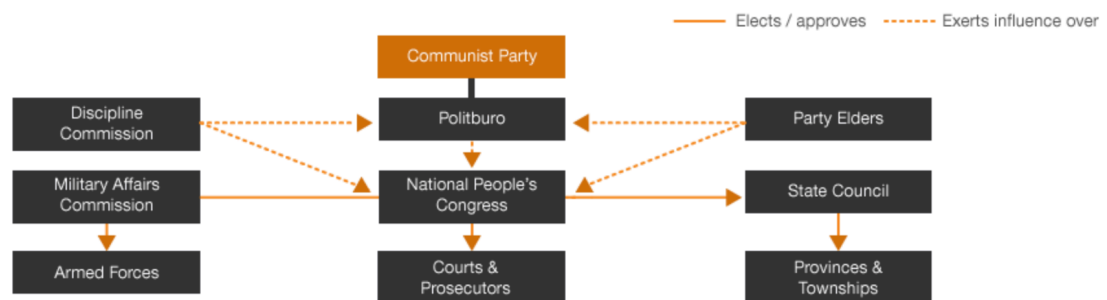 Elects / approves
Exerts influence over
Communist Party
Discipline
Commission
Politburo
Party Elders
Military Affairs
Commission
National People's
Congress
State Council
Armed Forces
Courts &
Prosecutors
Provinces &
Townships